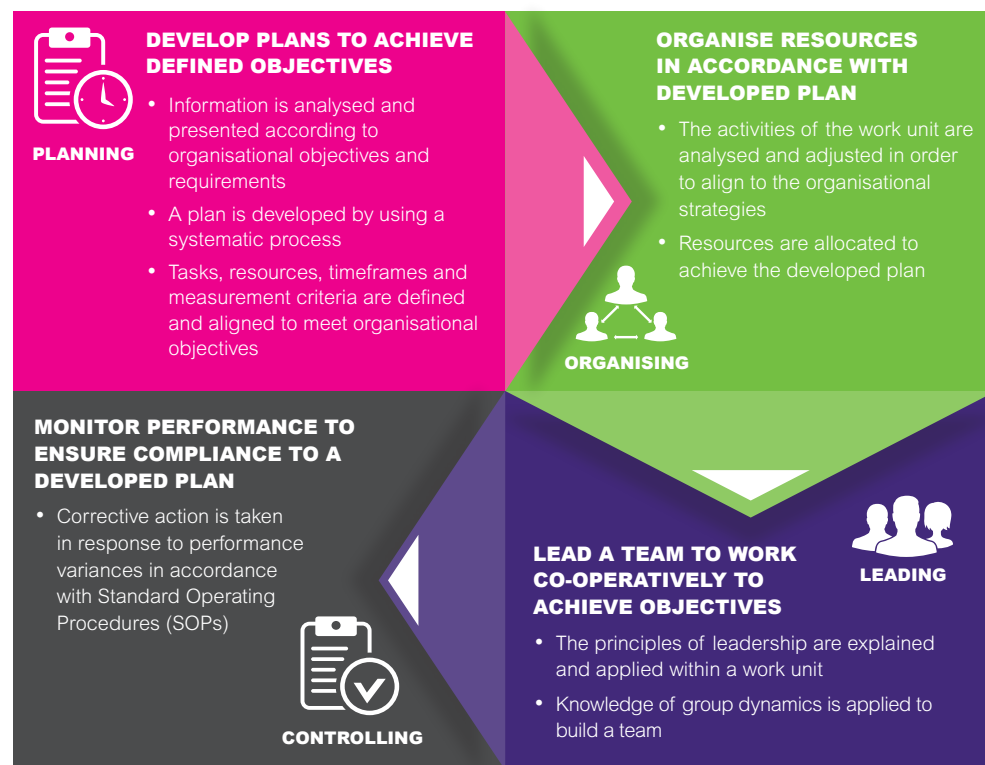 DEVELOP PLANS TO ACHIEVE
DEFINED OBJECTIVES
• Information is analysed and
presented according to
organisational objectives and
requirements
• A plan is developed by using a
systematic process
• Tasks, resources, timeframes and
measurement criteria are defined
and aligned to meet organisational
objectives
PLANNING
ORGANISE RESOURCES
IN ACCORDANCE WITH
DEVELOPED PLAN
• The activities of the work unit are
analysed and adjusted in order
to align to the organisational
strategies
• Resources are allocated to
achieve the developed plan
ORGANISING
LEAD A TEAM TO WORK
CO-OPERATIVELY TO
ACHIEVE OBJECTIVES
• The principles of leadership are explained
and applied within a work unit
• Knowledge of group dynamics is applied to
build a team
LEADING
MONITOR PERFORMANCE TO
ENSURE COMPLIANCE TO A
DEVELOPED PLAN
• Corrective action is taken
in response to performance
variances in accordance
with Standard Operating
Procedures (SOPs)
CONTROLLING